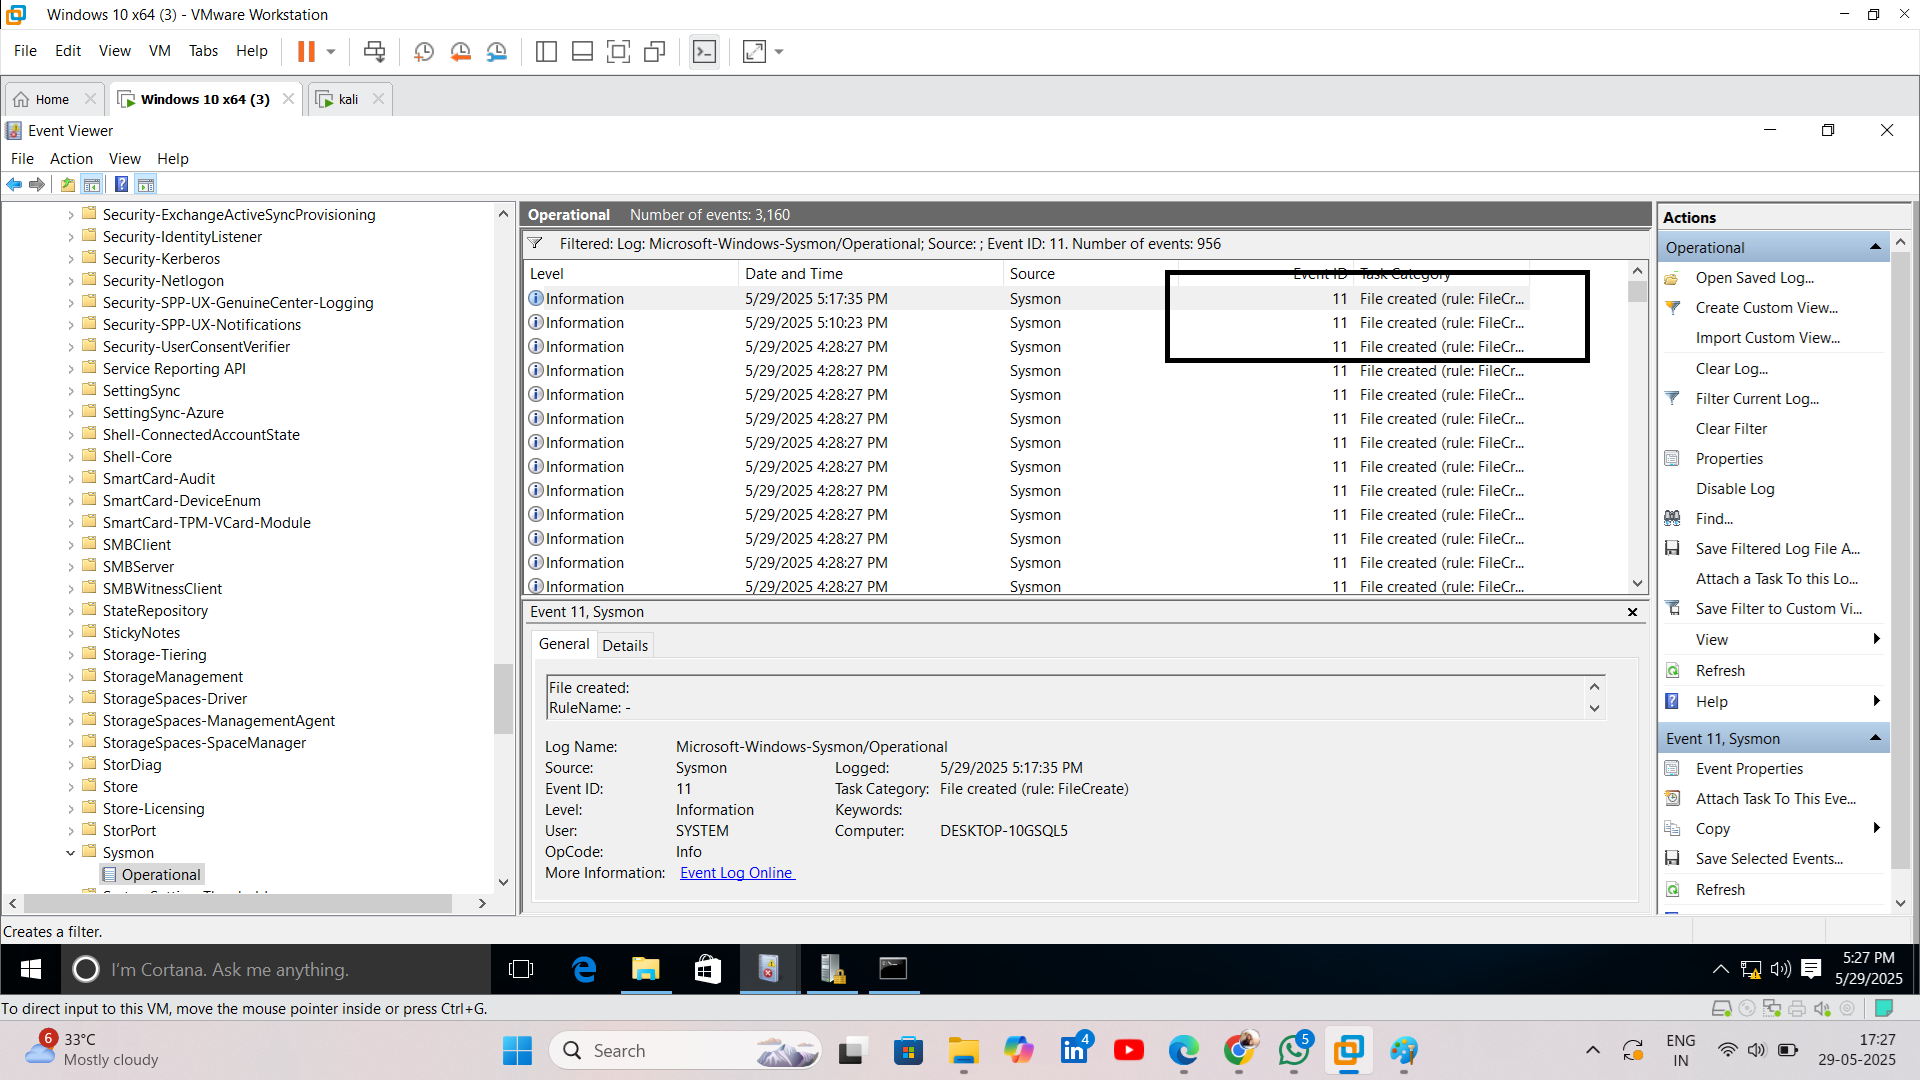 Windows 10 x64 (3) - VMware Workstation
File Edit View VM Tabs Help
Home
Windows 10 x64 (3)
kali
Event Viewer
File Action View Help
Security-ExchangeActiveSyncProvisioning
Security-IdentityListener
Security-Kerberos
Security-Netlogon
Security-SPP-UX-GenuineCenter-Logging
Security-SPP-UX-Notifications
Security-UserConsentVerifier
Service Reporting API
SettingSync
SettingSync-Azure
Shell-ConnectedAccountState
Shell-Core
SmartCard-Audit
SmartCard-DeviceEnum
SmartCard-TPM-VCard-Module
SMBClient
SMBServer
SMBWitnessClient
StateRepository
StickyNotes
Storage-Tiering
StorageManagement
StorageSpaces-Driver
StorageSpaces-ManagementAgent
StorageSpaces-SpaceManager
StorDiag
Store
Store-Licensing
StorPort
Sysmon
Operational
Operational Number of events: 3,160
Filtered: Log: Microsoft-Windows-Sysmon/Operational; Source: ; Event ID: 11. Number of events: 956
Level Date and Time Source Event ID Task Category
Information 5/29/2025 5:17:35 PM Sysmon 11 File created (rule: FileCr...
Information 5/29/2025 5:10:23 PM Sysmon 11 File created (rule: FileCr...
Information 5/29/2025 4:28:27 PM Sysmon 11 File created (rule: FileCr...
Information 5/29/2025 4:28:27 PM Sysmon 11 File created (rule: FileCr...
Information 5/29/2025 4:28:27 PM Sysmon 11 File created (rule: FileCr...
Information 5/29/2025 4:28:27 PM Sysmon 11 File created (rule: FileCr...
Information 5/29/2025 4:28:27 PM Sysmon 11 File created (rule: FileCr...
Information 5/29/2025 4:28:27 PM Sysmon 11 File created (rule: FileCr...
Information 5/29/2025 4:28:27 PM Sysmon 11 File created (rule: FileCr...
Information 5/29/2025 4:28:27 PM Sysmon 11 File created (rule: FileCr...
Information 5/29/2025 4:28:27 PM Sysmon 11 File created (rule: FileCr...
Information 5/29/2025 4:28:27 PM Sysmon 11 File created (rule: FileCr...
Information 5/29/2025 4:28:27 PM Sysmon 11 File created (rule: FileCr...
Event 11, Sysmon
General Details
File created:
RuleName: -
Log Name: Microsoft-Windows-Sysmon/Operational
Source: Sysmon Logged: 5/29/2025 5:17:35 PM
Event ID: 11 Task Category: File created (rule: FileCreate)
Level: Information Keywords:
User: SYSTEM Computer: DESKTOP-10GSQL5
OpCode: Info
More Information: Event Log Online
Actions
Operational
Open Saved Log...
Create Custom View...
Import Custom View...
Clear Log...
Filter Current Log...
Clear Filter
Properties
Disable Log
Find...
Save Filtered Log File A...
Attach a Task To this Lo...
Save Filter to Custom Vi...
View
Refresh
Help
Event 11, Sysmon
Event Properties
Attach Task To This Eve...
Copy
Save Selected Events...
Refresh
Creates a filter.
I'm Cortana. Ask me anything.
5:27 PM
5/29/2025
To direct input to this VM, move the mouse pointer inside or press Ctrl+G.
6
33°C
Mostly cloudy
Search
4
5
ENG
IN
17:27
29-05-2025